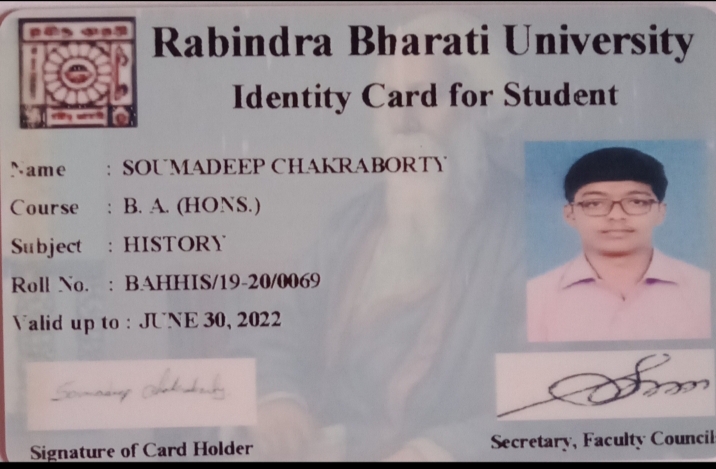 Rabindra Bharati University
Identity Card for Student
Name : SOUMADEEP CHAKRABORTY
Course : B. A. (HONS.)
Subject : HISTORY
Roll No. : BAHHIS/19-20/0069
Valid up to : JUNE 30, 2022
Signature of Card Holder
Secretary, Faculty Council